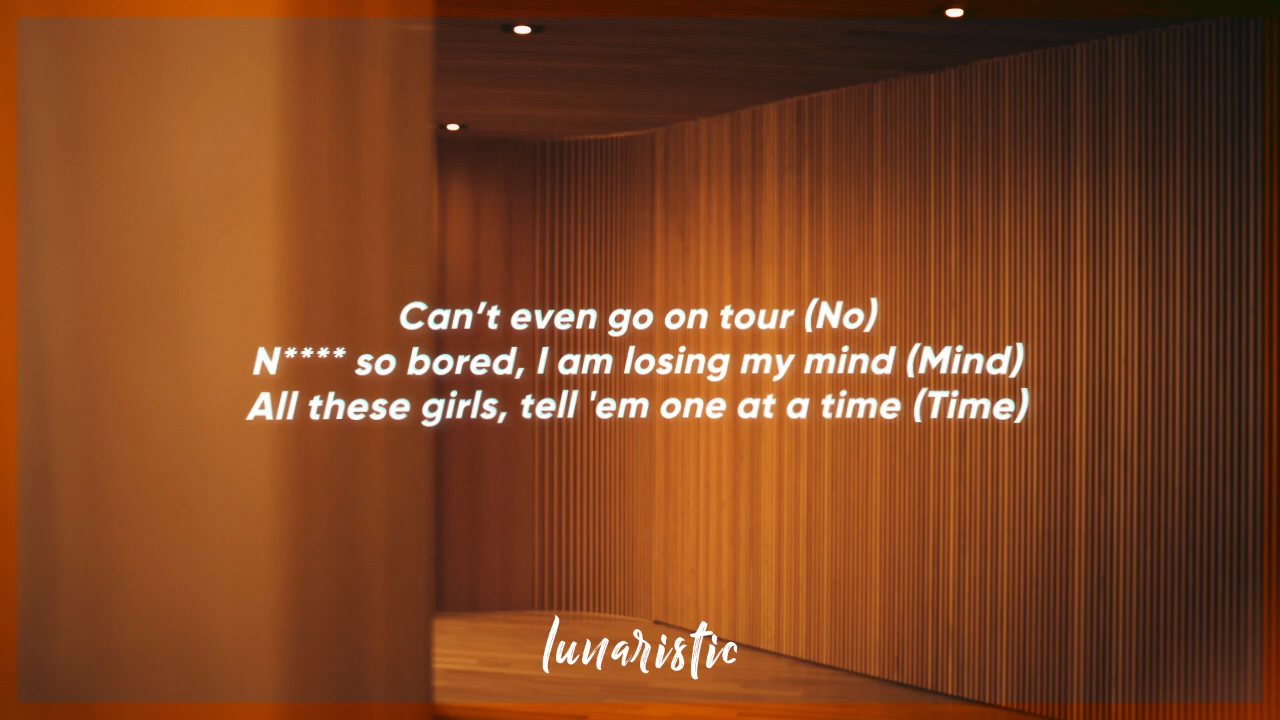 Can’t even go on tour (No)
N**** so bored, I am losing my mind (Mind)
All these girls, tell 'em one at a time (Time)
lunaristic